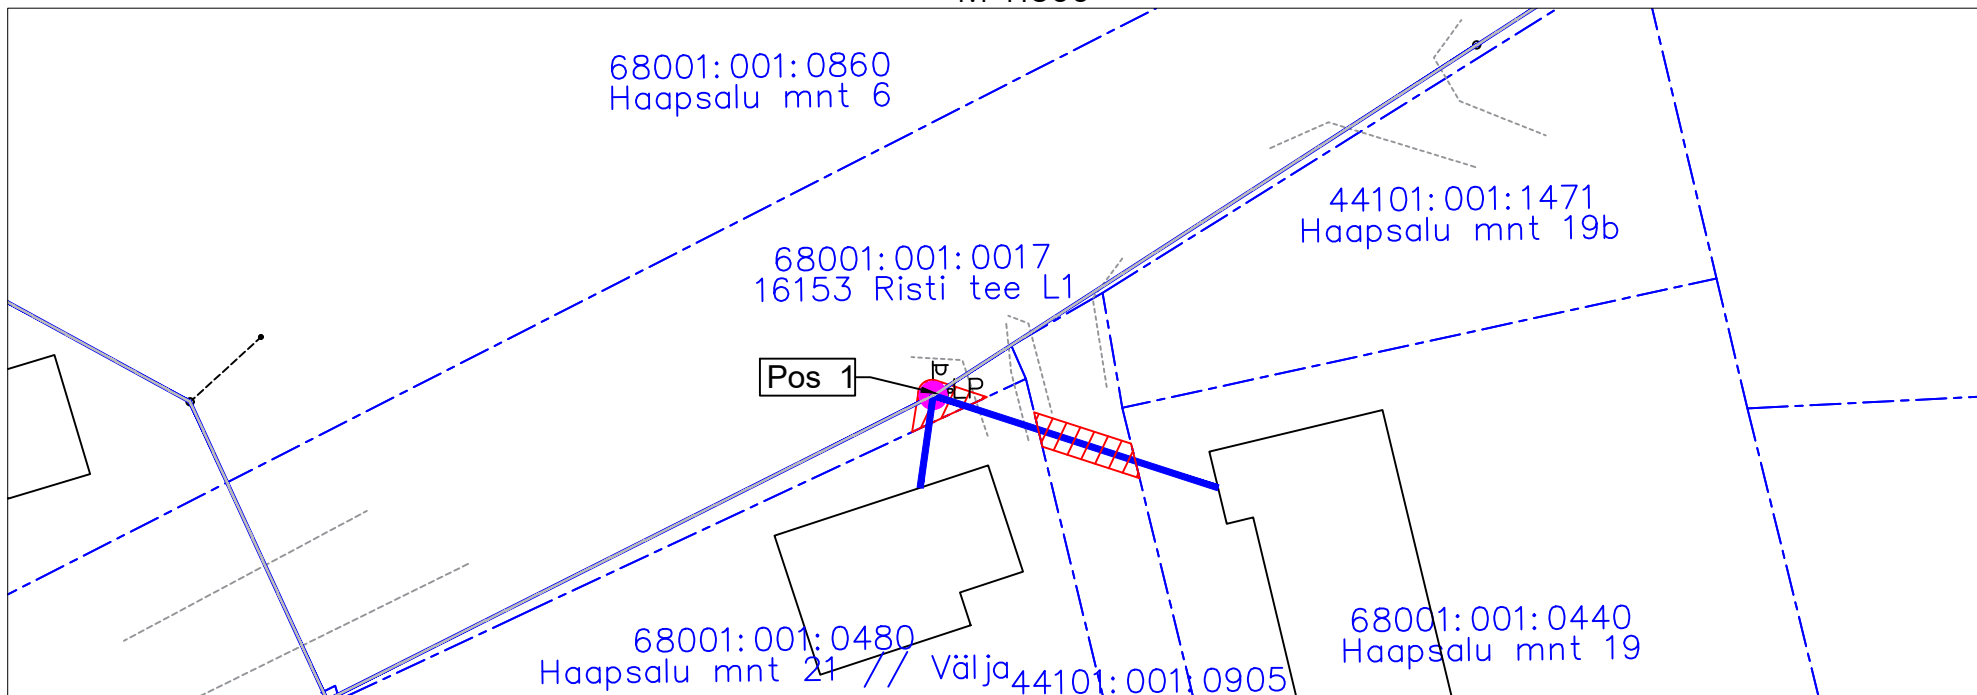 68001:001:0860
Haapsalu mnt 6
44101:001:1471
Haapsalu mnt 19b
68001:001:0017
16153 Risti tee L1
Pos 1
68001:001:0440
Haapsalu mnt 19
68001:001:0480
Haapsalu mnt 21 // Välja
44101:001:0905